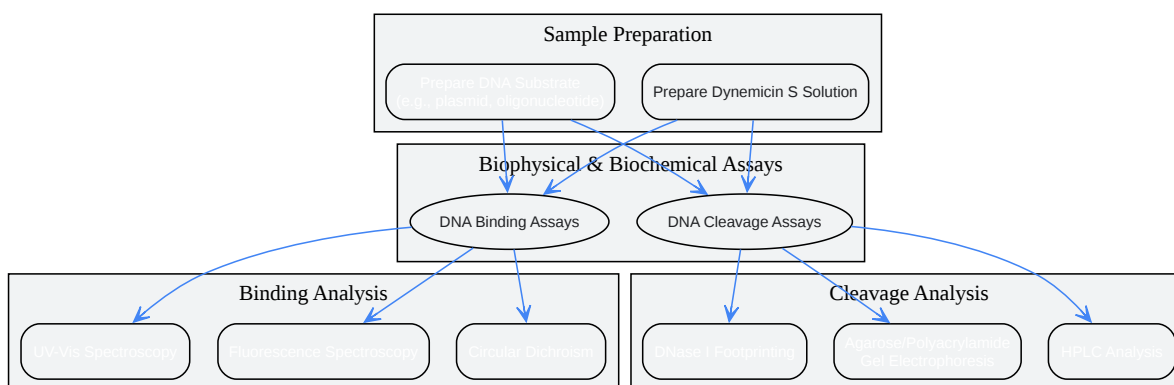 Sample Preparation
Prepare DNA Substrate
(e.g., plasmid, oligonucleotide)
Prepare Dynemicin S Solution
Biophysical & Biochemical Assays
DNA Binding Assays
DNA Cleavage Assays
Binding Analysis
Cleavage Analysis
UV-Vis Spectroscopy
Fluorescence Spectroscopy
Circular Dichroism
DNase I Footprinting
Agarose/Polyacrylamide
Gel Electrophoresis
HPLC Analysis